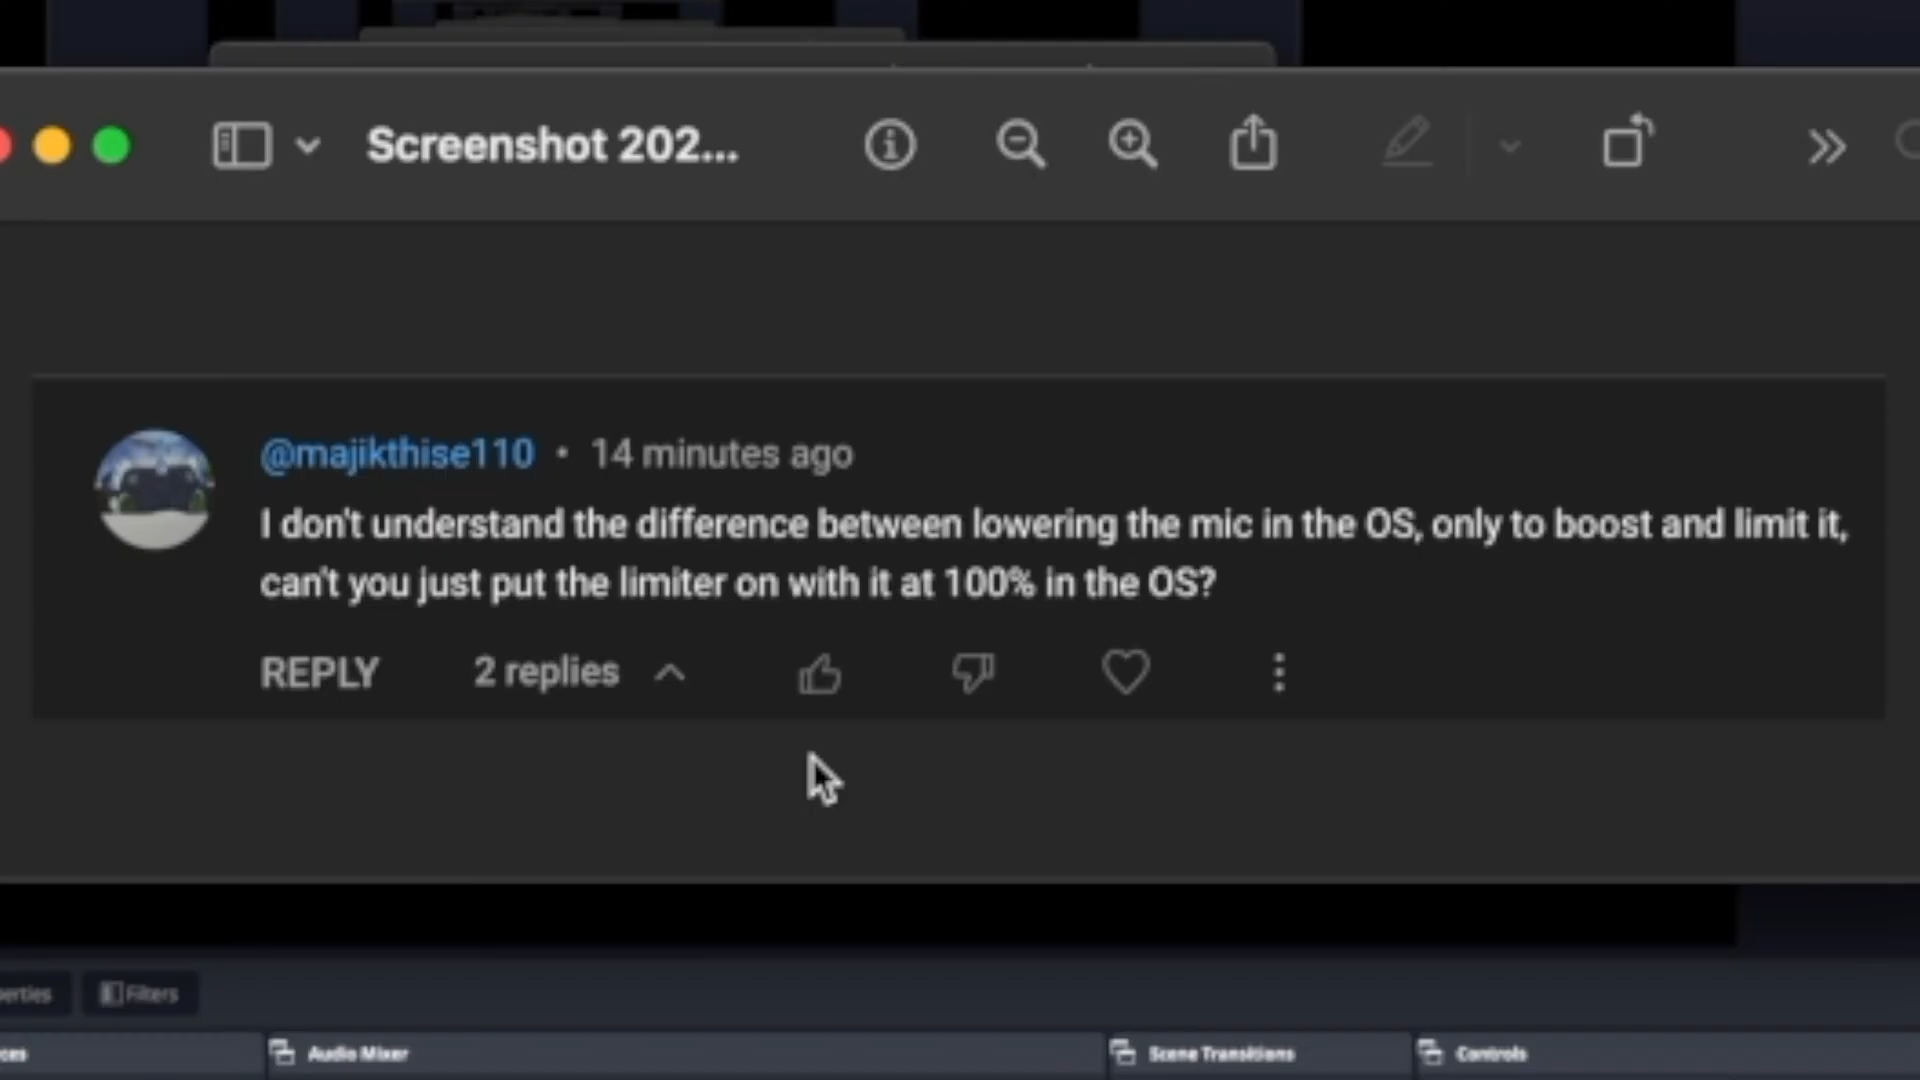 Screenshot 202...
@majikthise110 • 14 minutes ago
I don't understand the difference between lowering the mic in the OS, only to boost and limit it,
can't you just put the limiter on with it at 100% in the OS?
REPLY 2 replies
Filters
Audio Mixer
Scene Transitions
Controls